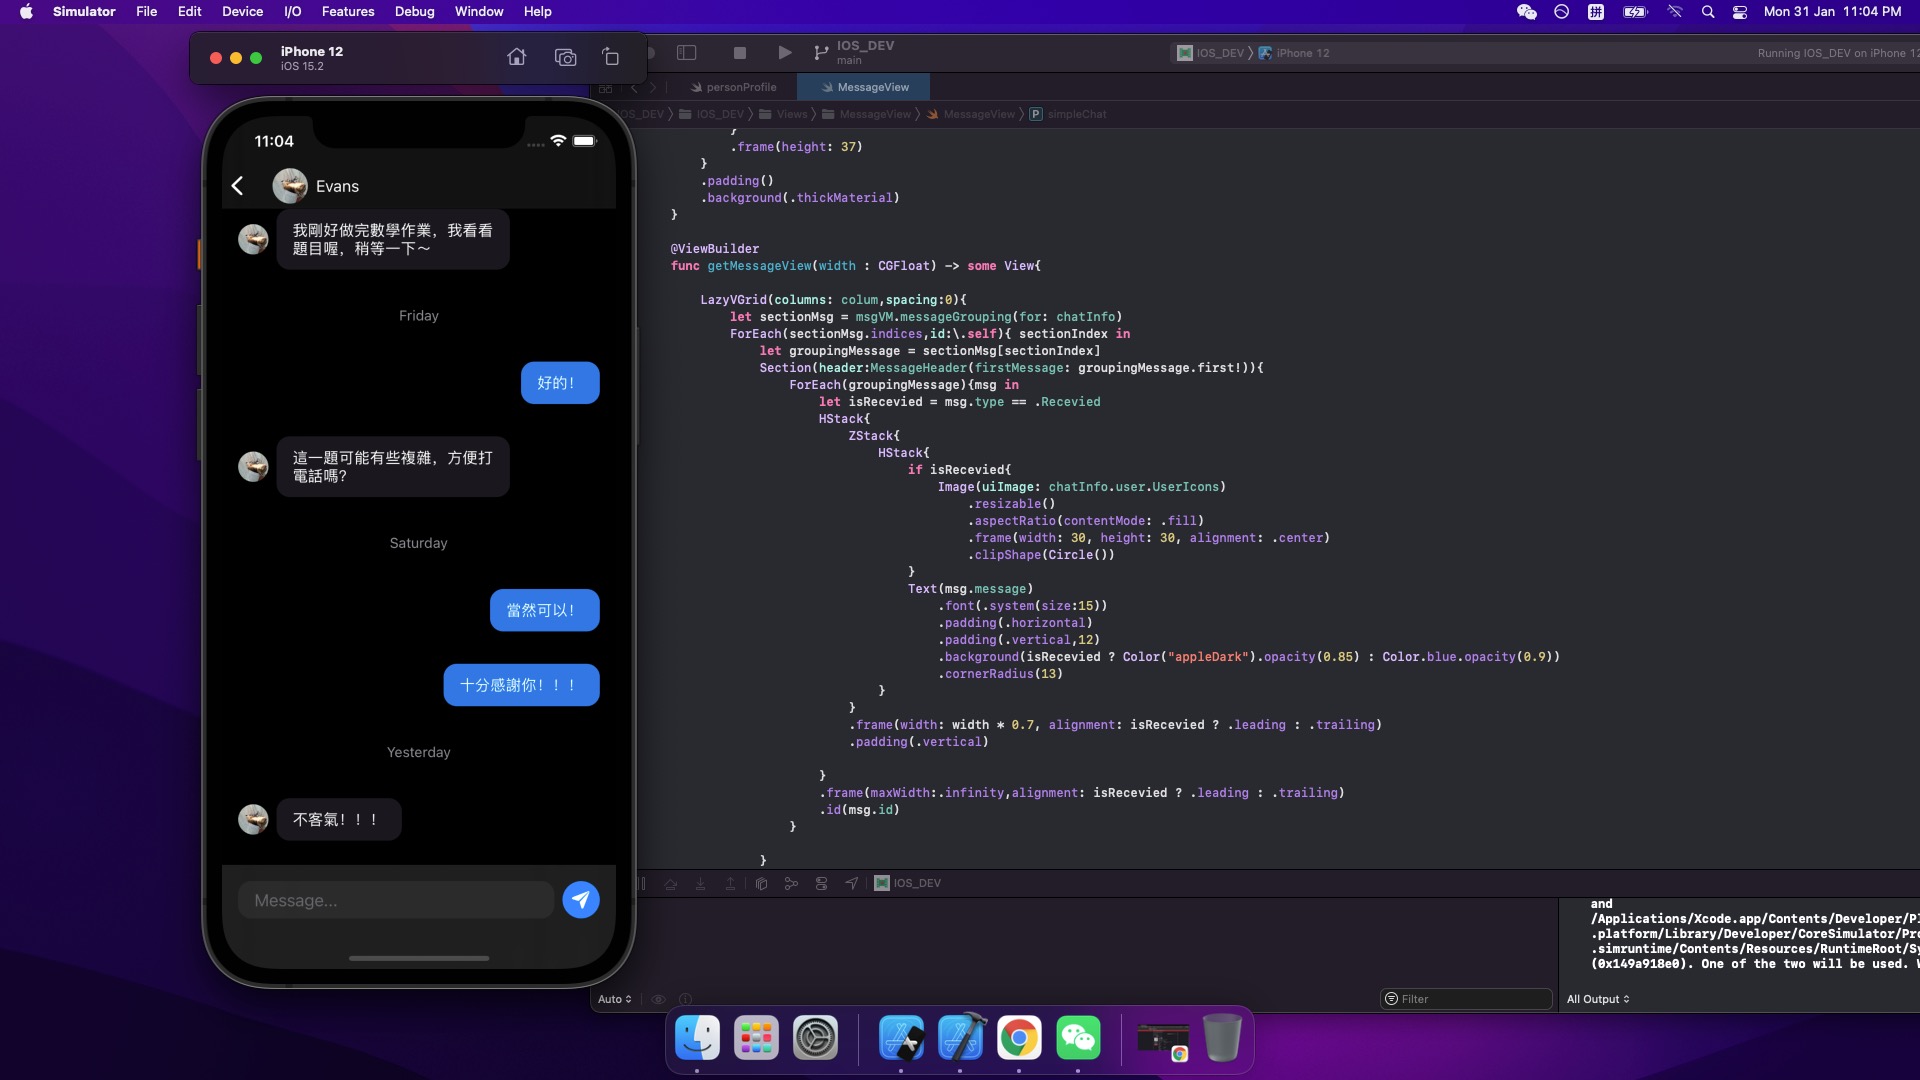 Simulator File Edit Device I/O Features Debug Window Help
拼
Mon 31 Jan 11:04 PM
iPhone 12
iOS 15.2
11:04
Evans
我剛好做完數學作業，我看看
題目喔，稍等一下～
Friday
好的！
這一題可能有些複雜，方便打
電話嗎？
Saturday
當然可以！
十分感謝你！！！
Yesterday
不客氣！！！
Message...
IOS_DEV
main
IOS_DEV 〉 iPhone 12
Running IOS_DEV on iPhone 12
personProfile
MessageView
IOS_DEV 〉 IOS_DEV 〉 Views 〉 MessageView 〉 MessageView 〉 P simpleChat
}
.frame(height: 37)
}
.padding()
.background(.thickMaterial)
}
@ViewBuilder
func getMessageView(width : CGFloat) -> some View{
LazyVGrid(columns: colum,spacing:0){
let sectionMsg = msgVM.messageGrouping(for: chatInfo)
ForEach(sectionMsg.indices,id:\.self){ sectionIndex in
let groupingMessage = sectionMsg[sectionIndex]
Section(header:MessageHeader(firstMessage: groupingMessage.first!)){
ForEach(groupingMessage){msg in
let isRecevied = msg.type == .Recevied
HStack{
ZStack{
HStack{
if isRecevied{
Image(uiImage: chatInfo.user.UserIcons)
.resizable()
.aspectRatio(contentMode: .fill)
.frame(width: 30, height: 30, alignment: .center)
.clipShape(Circle())
}
Text(msg.message)
.font(.system(size:15))
.padding(.horizontal)
.padding(.vertical,12)
.background(isRecevied ? Color("appleDark").opacity(0.85) : Color.blue.opacity(0.9))
.cornerRadius(13)
}
}
.frame(width: width * 0.7, alignment: isRecevied ? .leading : .trailing)
.padding(.vertical)
}
.frame(maxWidth:.infinity,alignment: isRecevied ? .leading : .trailing)
.id(msg.id)
}
}
IOS_DEV
and
/Applications/Xcode.app/Contents/Developer/Pl
.platform/Library/Developer/CoreSimulator/Pro
.simruntime/Contents/Resources/RuntimeRoot/Sy
(0x149a918e0). One of the two will be used. W
Auto
Filter
All Output